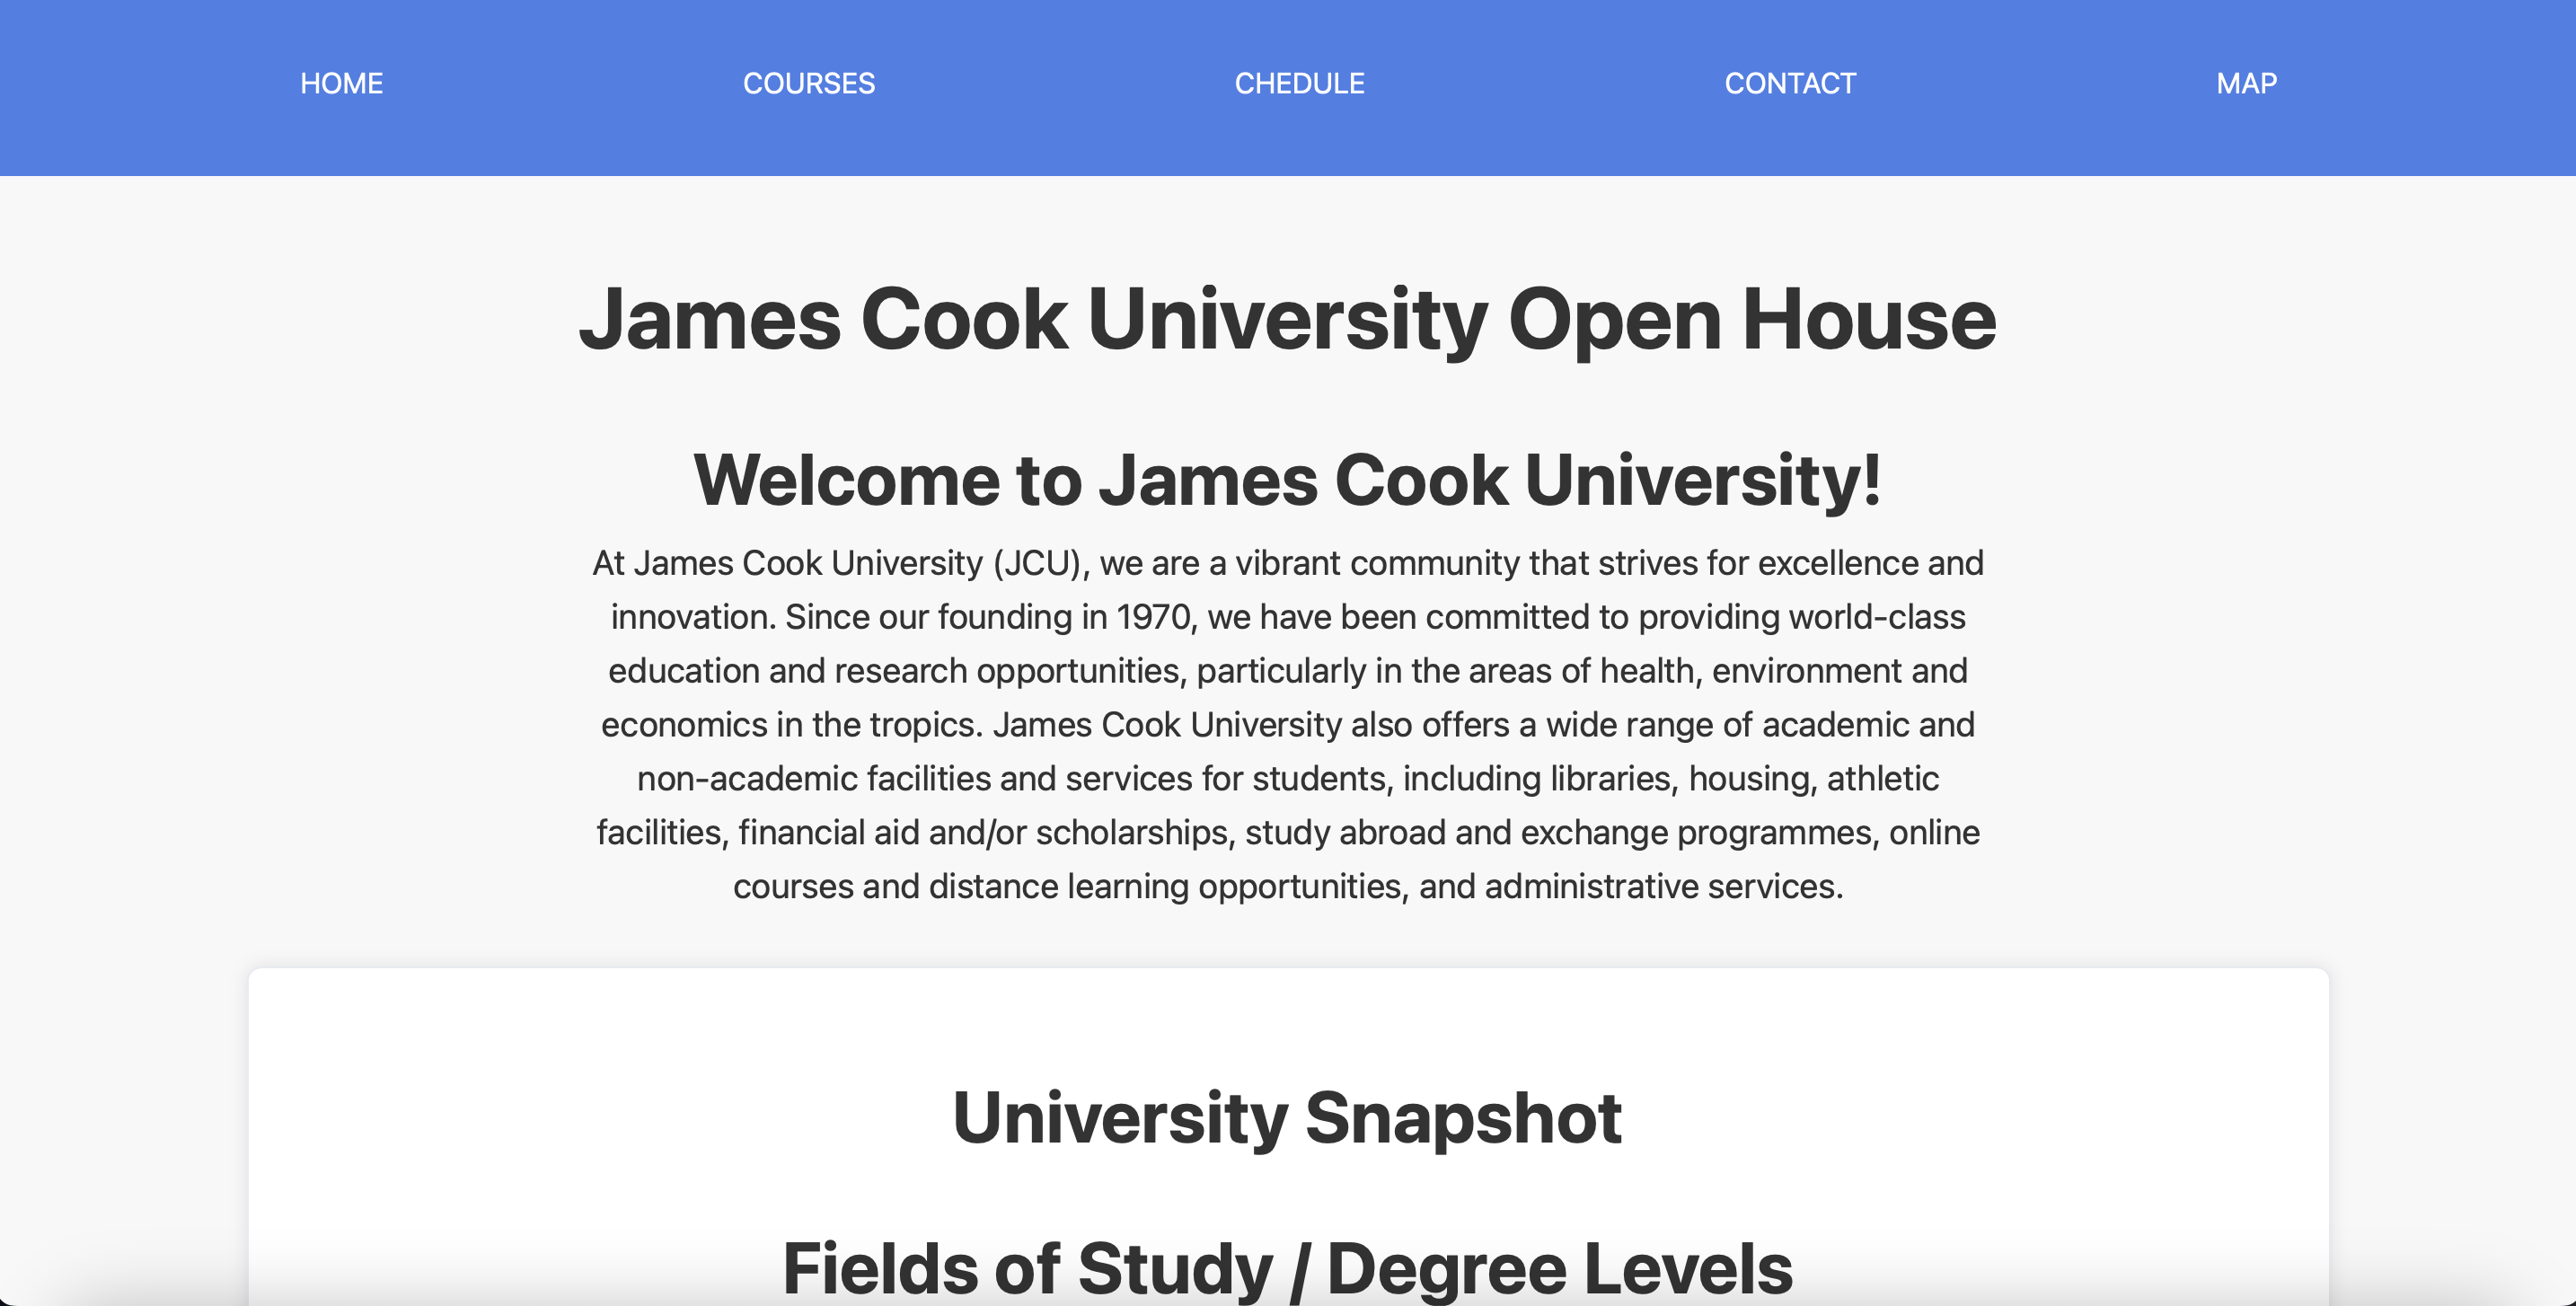 HOME COURSES CHEDULE CONTACT MAP
James Cook University Open House
Welcome to James Cook University!
At James Cook University (JCU), we are a vibrant community that strives for excellence and
innovation. Since our founding in 1970, we have been committed to providing world-class
education and research opportunities, particularly in the areas of health, environment and
economics in the tropics. James Cook University also offers a wide range of academic and
non-academic facilities and services for students, including libraries, housing, athletic
facilities, financial aid and/or scholarships, study abroad and exchange programmes, online
courses and distance learning opportunities, and administrative services.
University Snapshot
Fields of Study / Degree Levels